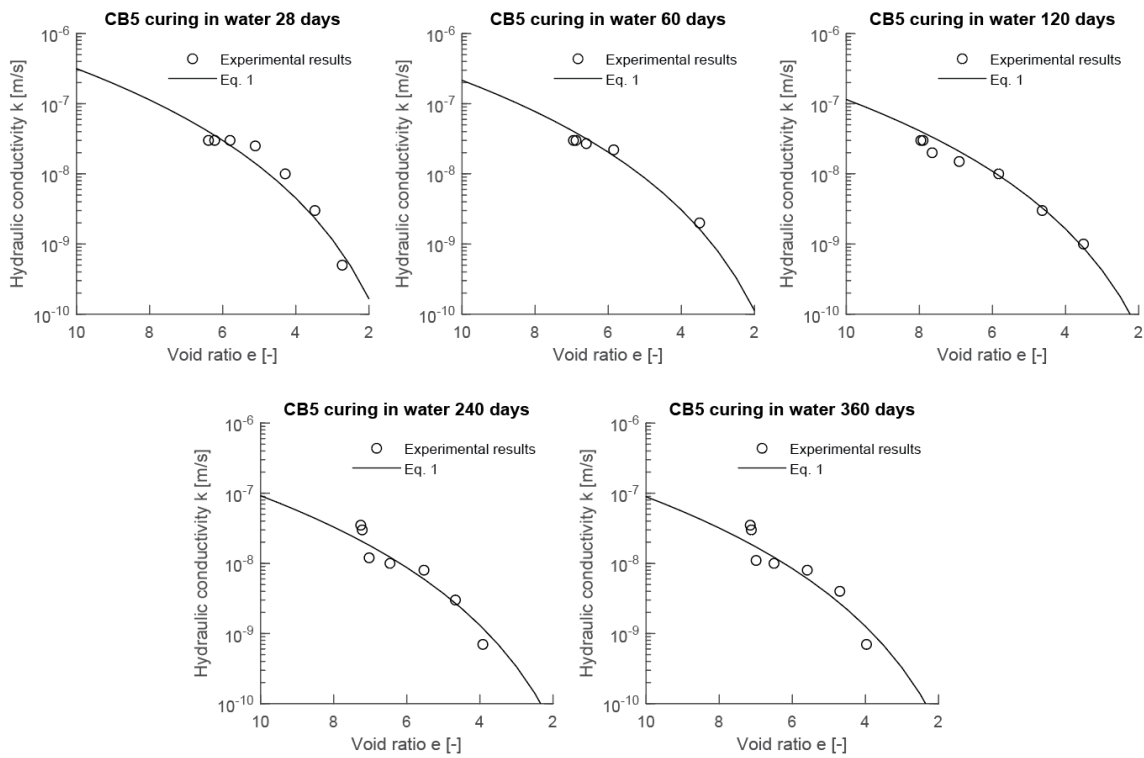 CB5 curing in water 28 days
Experimental results
Eq. 1
Hydraulic conductivity k [m/s]
10-6
10-7
10-8
10-9
10-10
10 8 6 4 2
Void ratio e [-]
CB5 curing in water 60 days
Experimental results
Eq. 1
Hydraulic conductivity k [m/s]
10-6
10-7
10-8
10-9
10-10
10 8 6 4 2
Void ratio e [-]
CB5 curing in water 120 days
Experimental results
Eq. 1
Hydraulic conductivity k [m/s]
10-6
10-7
10-8
10-9
10-10
10 8 6 4 2
Void ratio e [-]
CB5 curing in water 240 days
Experimental results
Eq. 1
Hydraulic conductivity k [m/s]
10-6
10-7
10-8
10-9
10-10
10 8 6 4 2
Void ratio e [-]
CB5 curing in water 360 days
Experimental results
Eq. 1
Hydraulic conductivity k [m/s]
10-6
10-7
10-8
10-9
10-10
10 8 6 4 2
Void ratio e [-]